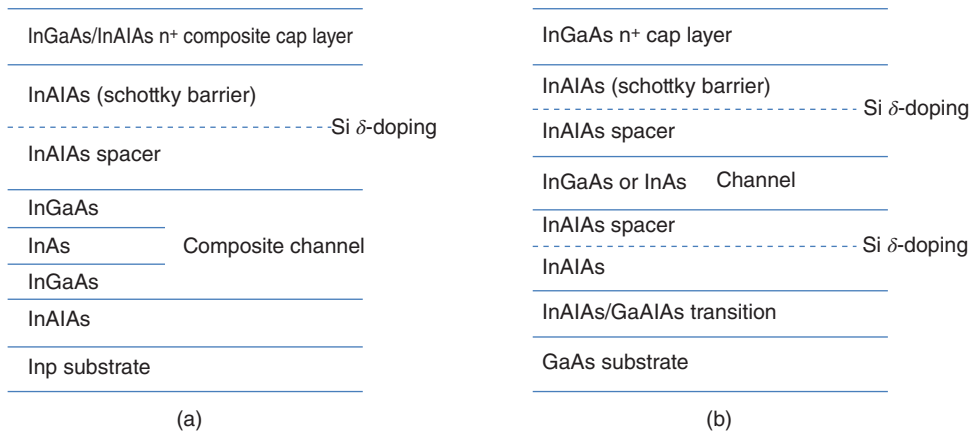 InGaAs/InAlAs n+ composite cap layer
InAlAs (schottky barrier)
Si δ-doping
InAlAs spacer
InGaAs
InAs
Composite channel
InGaAs
InAlAs
Inp substrate
(a)
InGaAs n+ cap layer
InAlAs (schottky barrier)
Si δ-doping
InAlAs spacer
InGaAs or InAs Channel
InAlAs spacer
Si δ-doping
InAlAs
InAlAs/GaAlAs transition
GaAs substrate
(b)